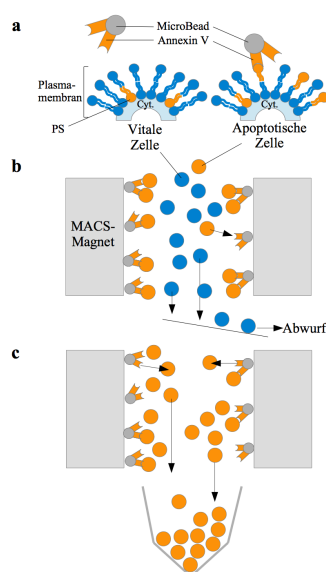 a
MicroBead
Annexin V
Plasma-
membran
Cyt.
Cyt.
PS
Vitale
Zelle
Apoptotische
Zelle
b
MACS-
Magnet
Abwurf
c